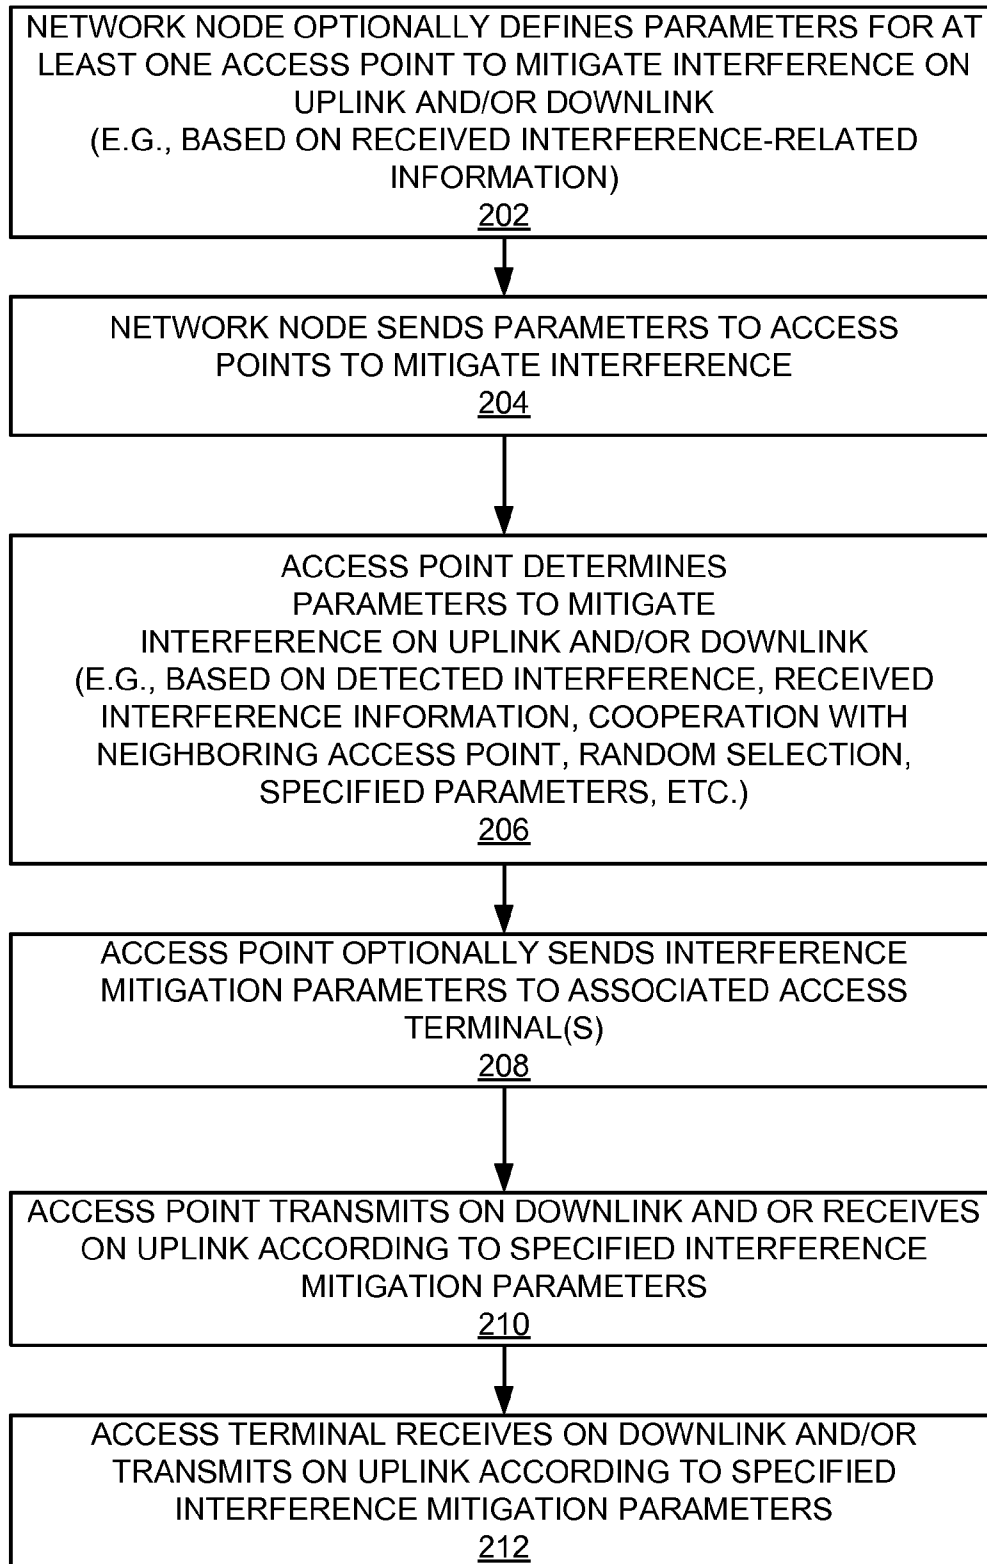 NETWORK NODE OPTIONALLY DEFINES PARAMETERS FOR AT
LEAST ONE ACCESS POINT TO MITIGATE INTERFERENCE ON
UPLINK AND/OR DOWNLINK
(E.G., BASED ON RECEIVED INTERFERENCE-RELATED
INFORMATION)
202
NETWORK NODE SENDS PARAMETERS TO ACCESS
POINTS TO MITIGATE INTERFERENCE
204
ACCESS POINT DETERMINES
PARAMETERS TO MITIGATE
INTERFERENCE ON UPLINK AND/OR DOWNLINK
(E.G., BASED ON DETECTED INTERFERENCE, RECEIVED
INTERFERENCE INFORMATION, COOPERATION WITH
NEIGHBORING ACCESS POINT, RANDOM SELECTION,
SPECIFIED PARAMETERS, ETC.)
206
ACCESS POINT OPTIONALLY SENDS INTERFERENCE
MITIGATION PARAMETERS TO ASSOCIATED ACCESS
TERMINAL(S)
208
ACCESS POINT TRANSMITS ON DOWNLINK AND OR RECEIVES
ON UPLINK ACCORDING TO SPECIFIED INTERFERENCE
MITIGATION PARAMETERS
210
ACCESS TERMINAL RECEIVES ON DOWNLINK AND/OR
TRANSMITS ON UPLINK ACCORDING TO SPECIFIED
INTERFERENCE MITIGATION PARAMETERS
212